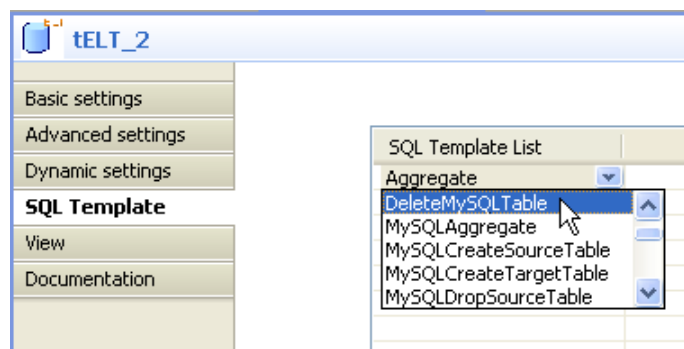 tELT_2
Basic settings
Advanced settings
Dynamic settings
SQL Template
View
Documentation
SQL Template List
Aggregate
DeleteMySQLTable
MySQLAggregate
MySQLCreateSourceTable
MySQLCreateTargetTable
MySQLDropSourceTable